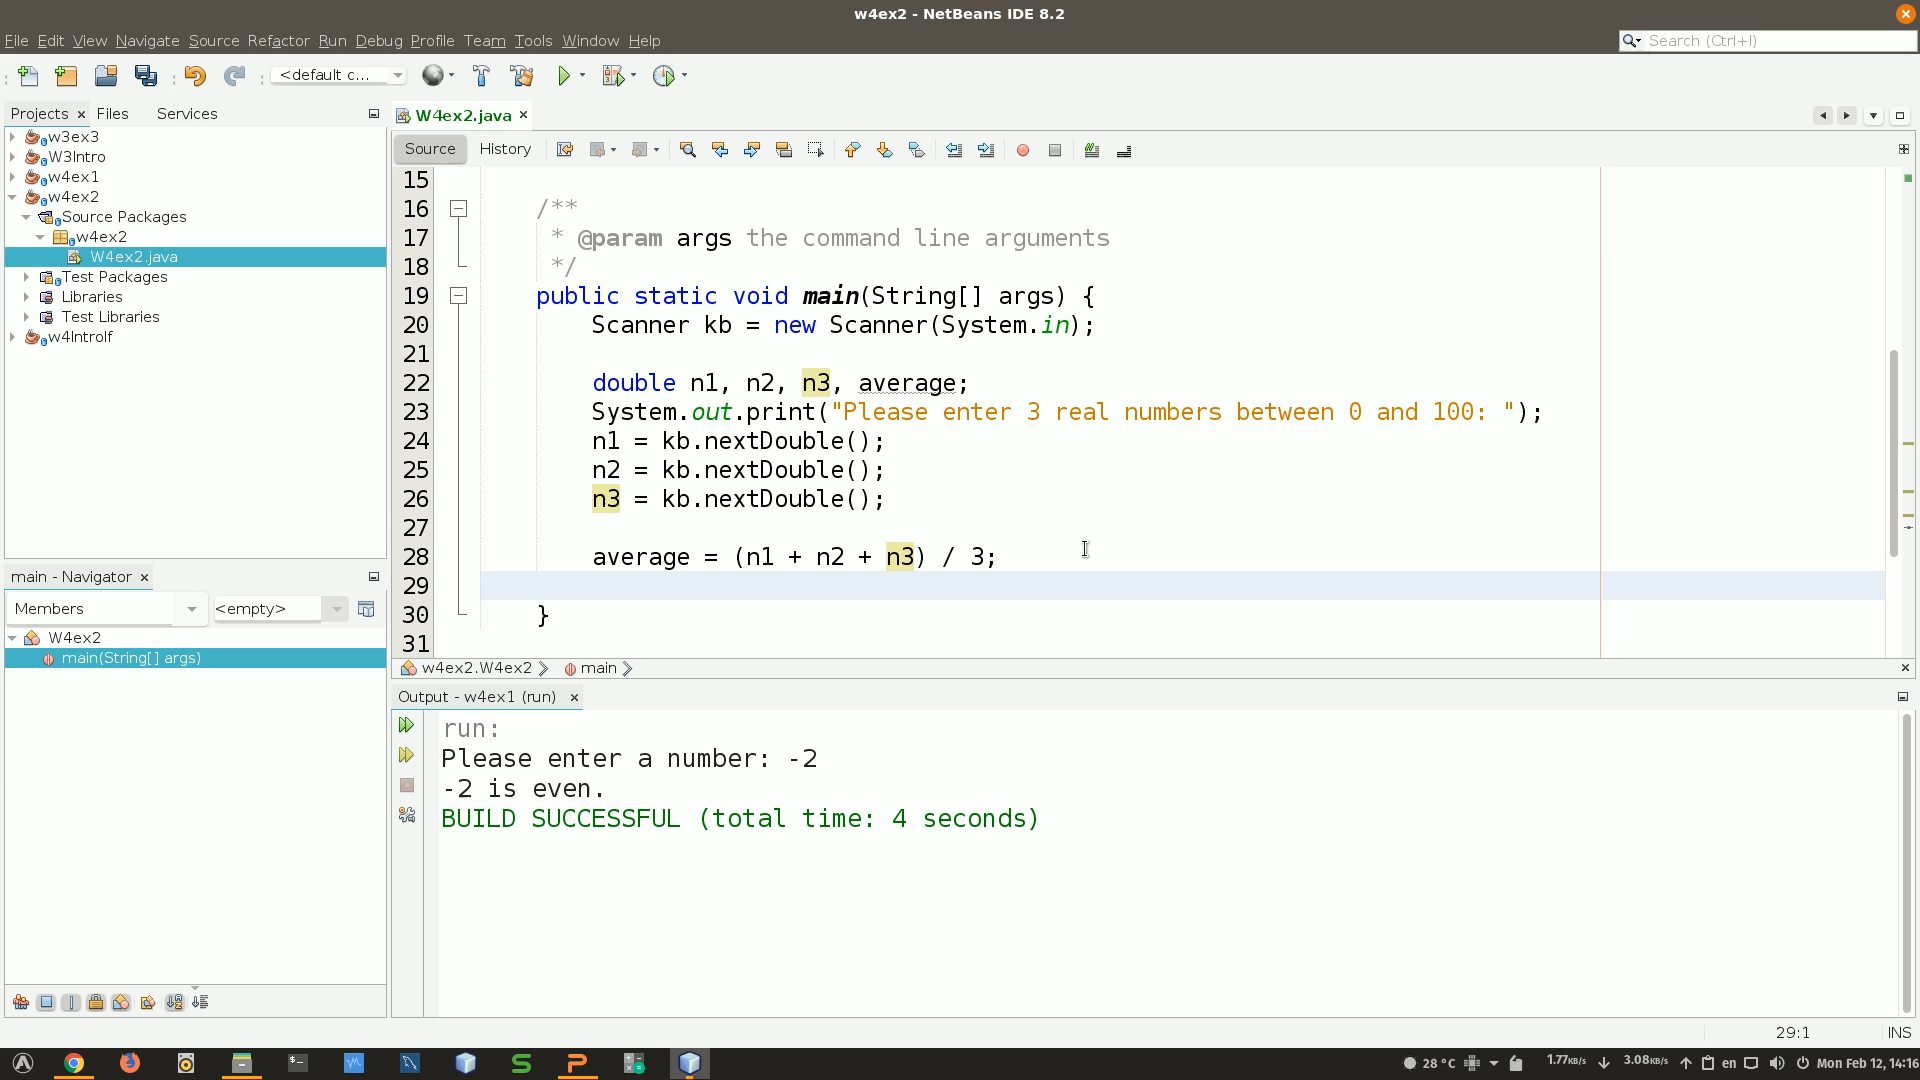 w4ex2 - NetBeans IDE 8.2
File Edit View Navigate Source Refactor Run Debug Profile Team Tools Window Help
Search (Ctrl+I)
<default c...
Projects Files Services
W4ex2.java
w3ex3
W3Intro
w4ex1
w4ex2
Source Packages
w4ex2
W4ex2.java
Test Packages
Libraries
Test Libraries
w4IntroIf
Source History
15
16 /**
17 * @param args the command line arguments
18 */
19 public static void main(String[] args) {
20 Scanner kb = new Scanner(System.in);
21
22 double n1, n2, n3, average;
23 System.out.print("Please enter 3 real numbers between 0 and 100: ");
24 n1 = kb.nextDouble();
25 n2 = kb.nextDouble();
26 n3 = kb.nextDouble();
27
28 average = (n1 + n2 + n3) / 3;
29
30 }
31
main - Navigator
Members <empty>
W4ex2
main(String[] args)
w4ex2.W4ex2 main
Output - w4ex1 (run)
run:
Please enter a number: -2
-2 is even.
BUILD SUCCESSFUL (total time: 4 seconds)
29:1 INS
28 °C 1.77KB/s 3.08KB/s en Mon Feb 12, 14:16